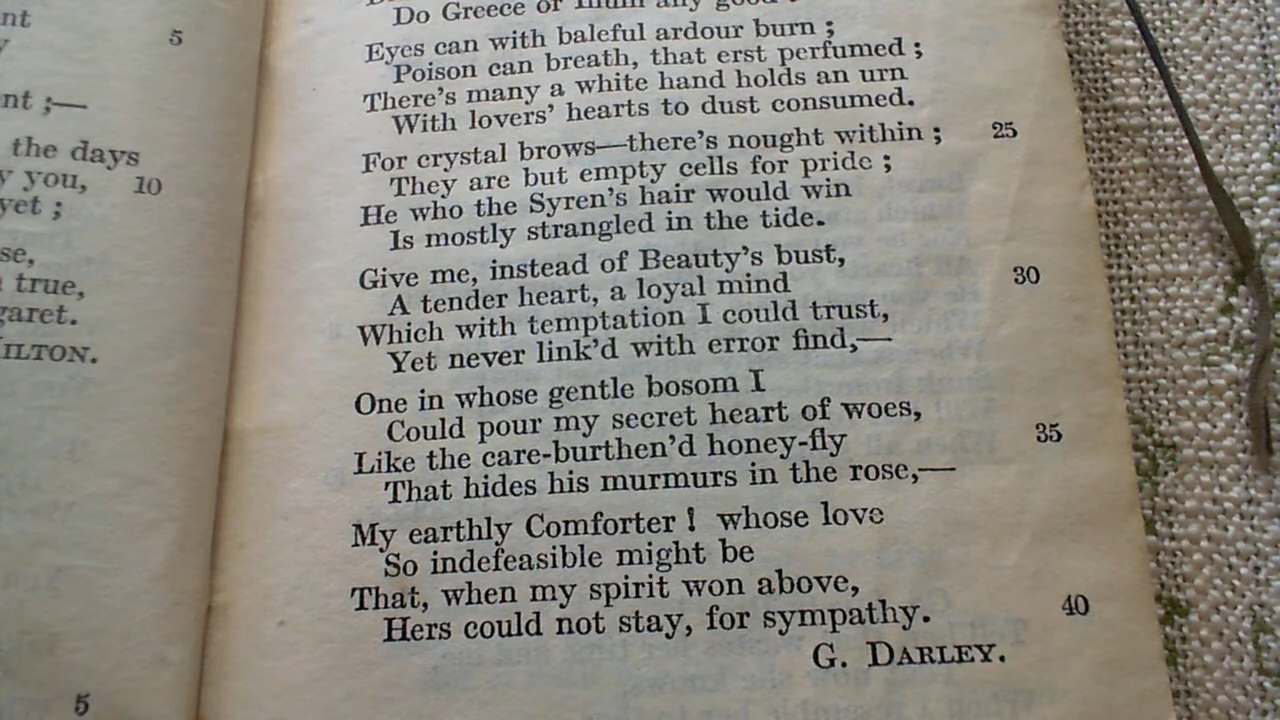 nt
5
nt ;—
the days
you, 10
yet ;
se,
true,
garet.
ILTON.
5
Do Greece or Ilium any good
Eyes can with baleful ardour burn ;
Poison can breath, that erst perfumed ;
There's many a white hand holds an urn
With lovers' hearts to dust consumed.
For crystal brows—there's nought within ; 25
They are but empty cells for pride ;
He who the Syren's hair would win
Is mostly strangled in the tide.
Give me, instead of Beauty's bust,
A tender heart, a loyal mind 30
Which with temptation I could trust,
Yet never link'd with error find,—
One in whose gentle bosom I
Could pour my secret heart of woes,
Like the care-burthen'd honey-fly 35
That hides his murmurs in the rose,—
My earthly Comforter ! whose love
So indefeasible might be
That, when my spirit won above,
Hers could not stay, for sympathy. 40
G. DARLEY.